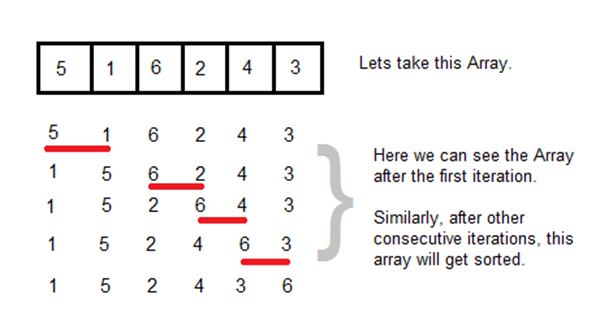 5 1 6 2 4 3
Lets take this Array.
5 1 6 2 4 3
1 5 6 2 4 3
1 5 2 6 4 3
1 5 2 4 6 3
1 5 2 4 3 6
Here we can see the Array
after the first iteration.
Similarly, after other
consecutive iterations, this
array will get sorted.